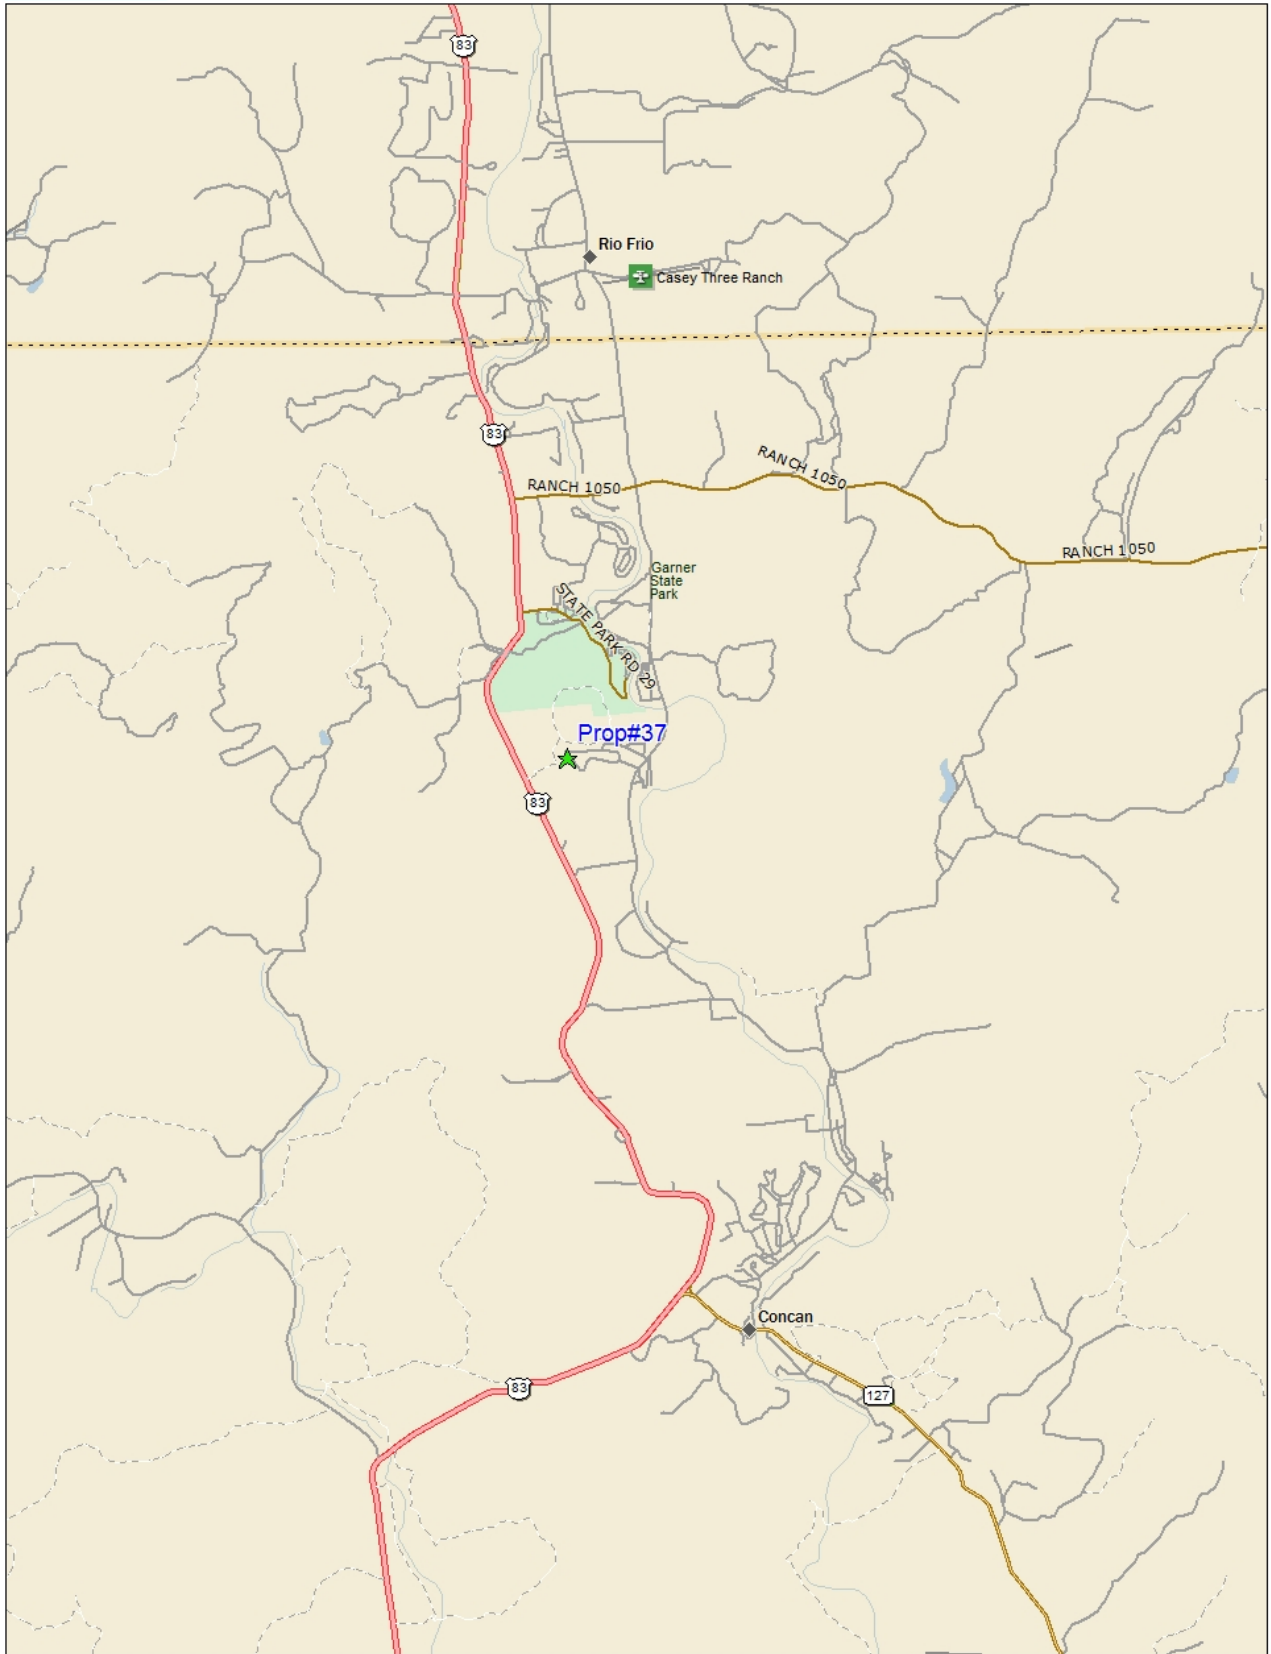 83
Rio Frio
Casey Three Ranch
83
RANCH 1050
RANCH 1050
RANCH 1050
Garner
State
Park
STATE PARK RD 29
Prop#37
83
Concan
83
127